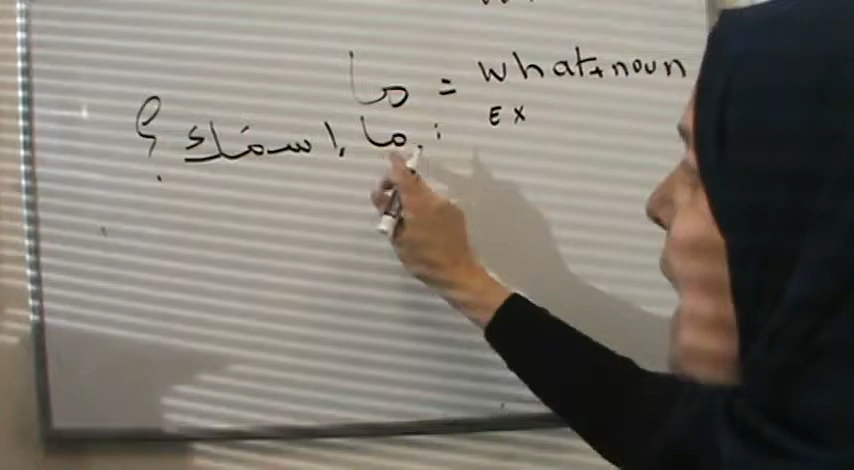 ما = what + noun
Ex : ما اسمك ؟